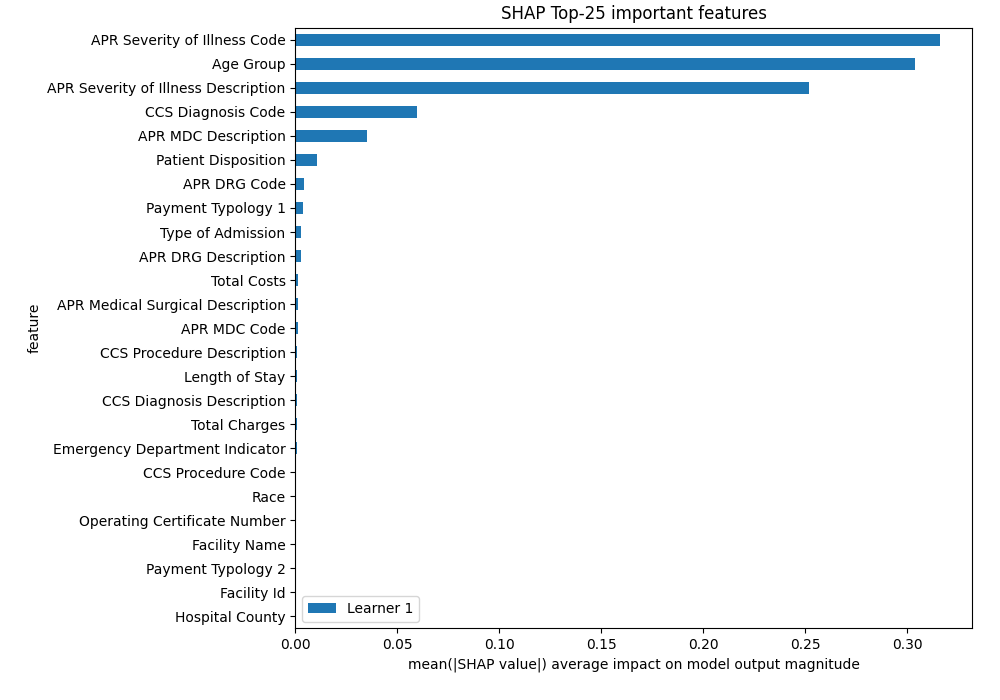 SHAP Top-25 important features
APR Severity of Illness Code
Age Group
APR Severity of Illness Description
CCS Diagnosis Code
APR MDC Description
Patient Disposition
APR DRG Code
Payment Typology 1
Type of Admission
APR DRG Description
Total Costs
APR Medical Surgical Description
APR MDC Code
CCS Procedure Description
Length of Stay
CCS Diagnosis Description
Total Charges
Emergency Department Indicator
CCS Procedure Code
Race
Operating Certificate Number
Facility Name
Payment Typology 2
Facility Id
Hospital County
feature
Learner 1
0.00 0.05 0.10 0.15 0.20 0.25 0.30
mean(|SHAP value|) average impact on model output magnitude